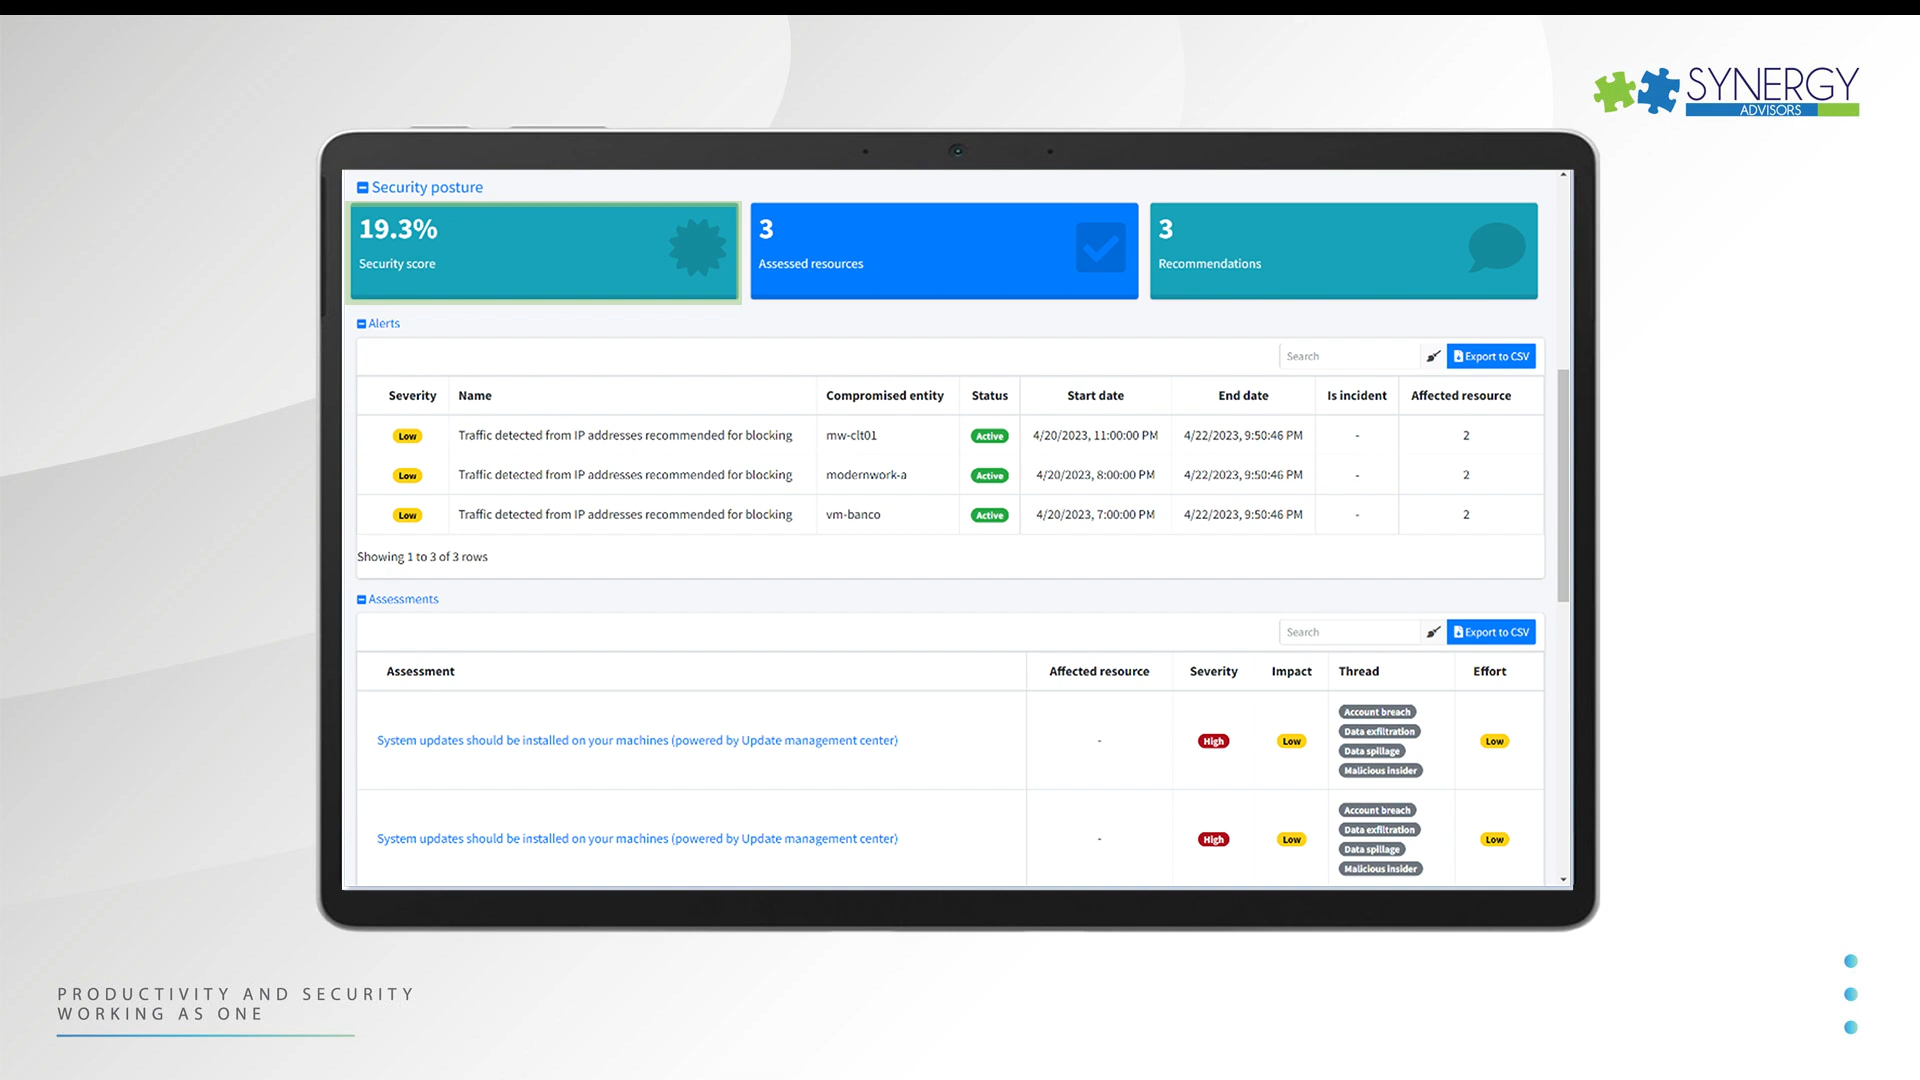 SYNERGY
ADVISORS
Security posture
19.3%
Security score
3
Assessed resources
3
Recommendations
Alerts
Search
Export to CSV
Severity Name Compromised entity Status Start date End date Is incident Affected resource
Low Traffic detected from IP addresses recommended for blocking mw-clt01 Active 4/20/2023, 11:00:00 PM 4/22/2023, 9:50:46 PM - 2
Low Traffic detected from IP addresses recommended for blocking modernwork-a Active 4/20/2023, 8:00:00 PM 4/22/2023, 9:50:46 PM - 2
Low Traffic detected from IP addresses recommended for blocking vm-banco Active 4/20/2023, 7:00:00 PM 4/22/2023, 9:50:46 PM - 2
Showing 1 to 3 of 3 rows
Assessments
Search
Export to CSV
Assessment Affected resource Severity Impact Thread Effort
System updates should be installed on your machines (powered by Update management center) - High Low
Account breach
Data exfiltration
Data spillage
Malicious insider
Low
System updates should be installed on your machines (powered by Update management center) - High Low
Account breach
Data exfiltration
Data spillage
Malicious insider
Low
PRODUCTIVITY AND SECURITY
WORKING AS ONE